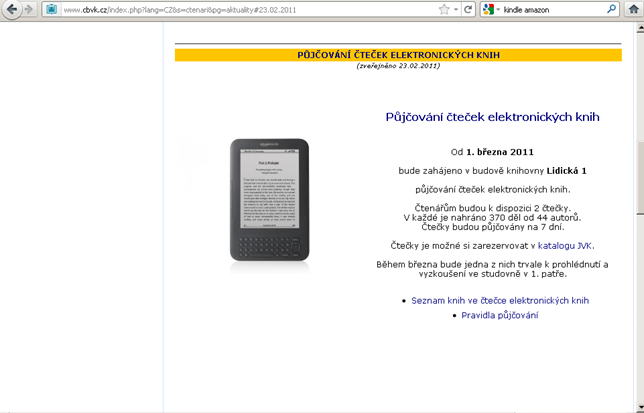 www.cbvk.cz/index.php?lang=CZ&s=ctenari&pg=aktuality#23.02.2011
kindle amazon
PŮJČOVÁNÍ ČTEČEK ELEKTRONICKÝCH KNIH
(zveřejněno 23.02.2011)
Půjčování čteček elektronických knih
Od 1. března 2011
bude zahájeno v budově knihovny Lidická 1
půjčování čteček elektronických knih.
Čtenářům budou k dispozici 2 čtečky.
V každé je nahráno 370 děl od 44 autorů.
Čtečky budou půjčovány na 7 dní.
Čtečky je možné si zarezervovat v katalogu JVK.
Během března bude jedna z nich trvale k prohlédnutí a
vyzkoušení ve studovně v 1. patře.
• Seznam knih ve čtečce elektronických knih
• Pravidla půjčování